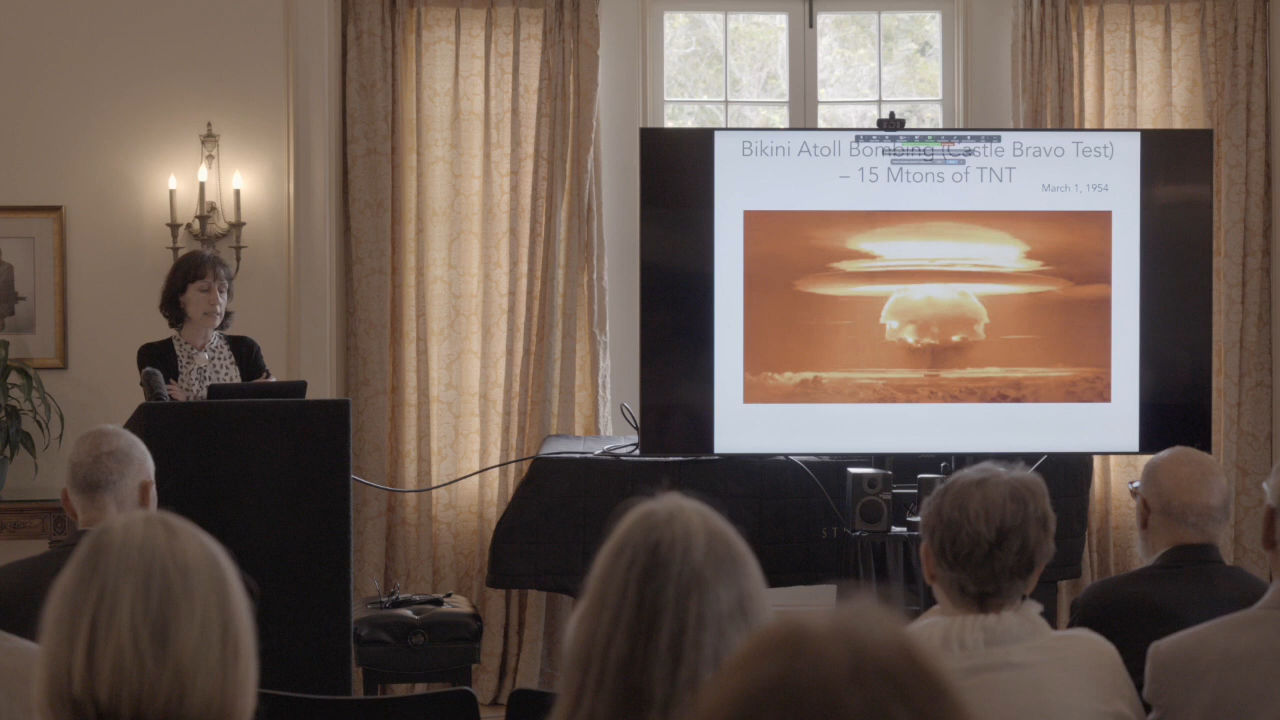 Bikini Atoll Bombing (Castle Bravo Test)
– 15 Mtons of TNT
March 1, 1954